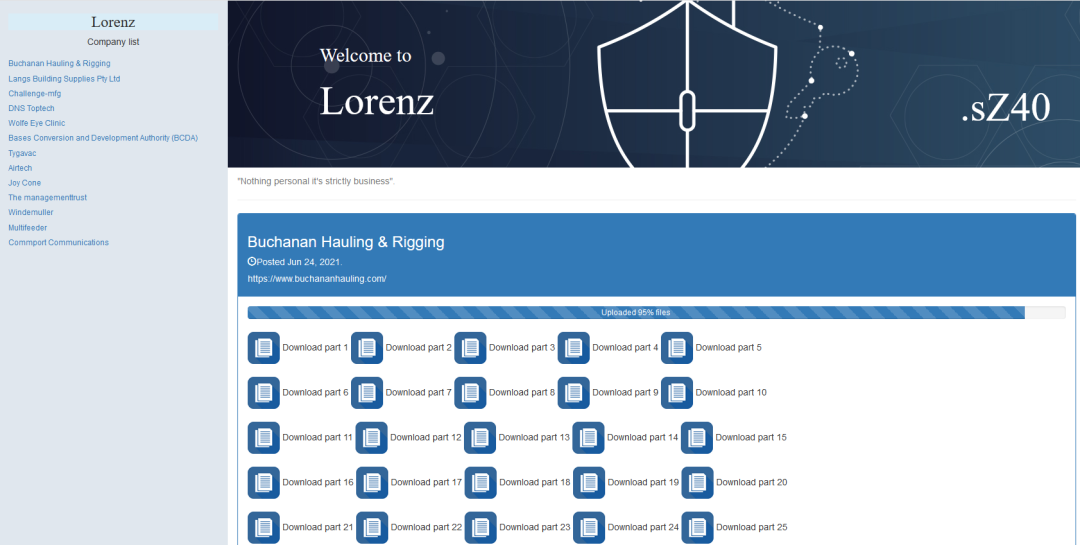 Lorenz
Company list
Buchanan Hauling & Rigging
Langs Building Supplies Pty Ltd
Challenge-mfg
DNS Toptech
Wolfe Eye Clinic
Bases Conversion and Development Authority (BCDA)
Tygavac
Airtech
Joy Cone
The managementtrust
Windemuller
Multifeeder
Commport Communications
Welcome to
Lorenz
.sZ40
"Nothing personal it's strictly business".
Buchanan Hauling & Rigging
Posted Jun 24, 2021.
https://www.buchananhauling.com/
Uploaded 95% files
Download part 1 Download part 2 Download part 3 Download part 4 Download part 5
Download part 6 Download part 7 Download part 8 Download part 9 Download part 10
Download part 11 Download part 12 Download part 13 Download part 14 Download part 15
Download part 16 Download part 17 Download part 18 Download part 19 Download part 20
Download part 21 Download part 22 Download part 23 Download part 24 Download part 25